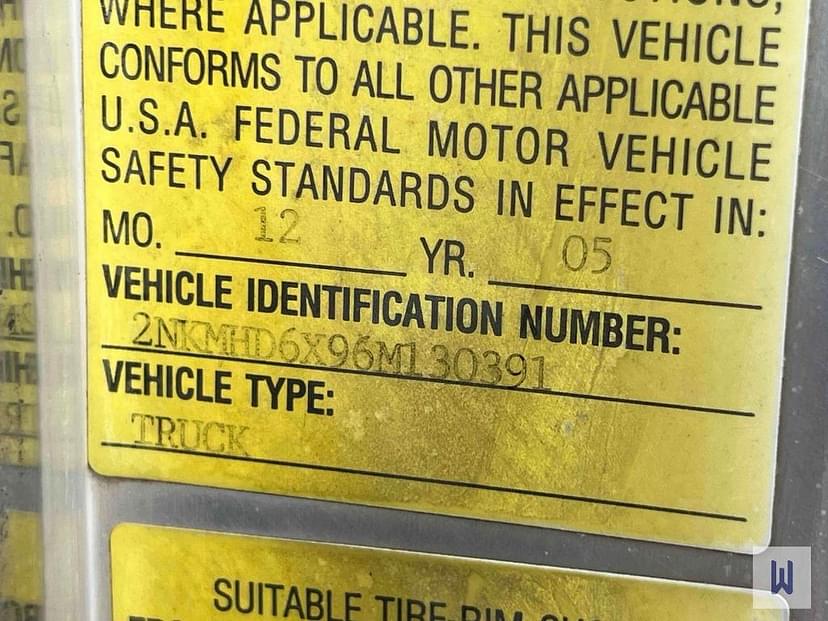 WHERE APPLICABLE. THIS VEHICLE
CONFORMS TO ALL OTHER APPLICABLE
U.S.A. FEDERAL MOTOR VEHICLE
SAFETY STANDARDS IN EFFECT IN:
MO. 12 YR. 05
VEHICLE IDENTIFICATION NUMBER:
2NKMHD6X96M130391
VEHICLE TYPE:
TRUCK
SUITABLE TIRE-RIM
W